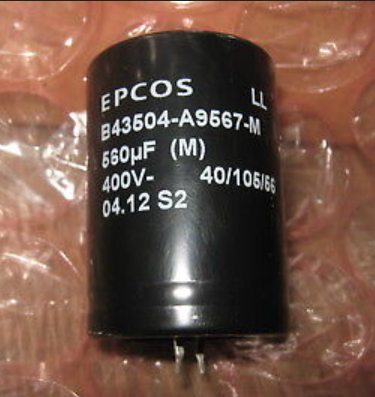 EPCOS LL
B43504-A9567-M
560µF (M)
400V- 40/105/56
04.12 S2